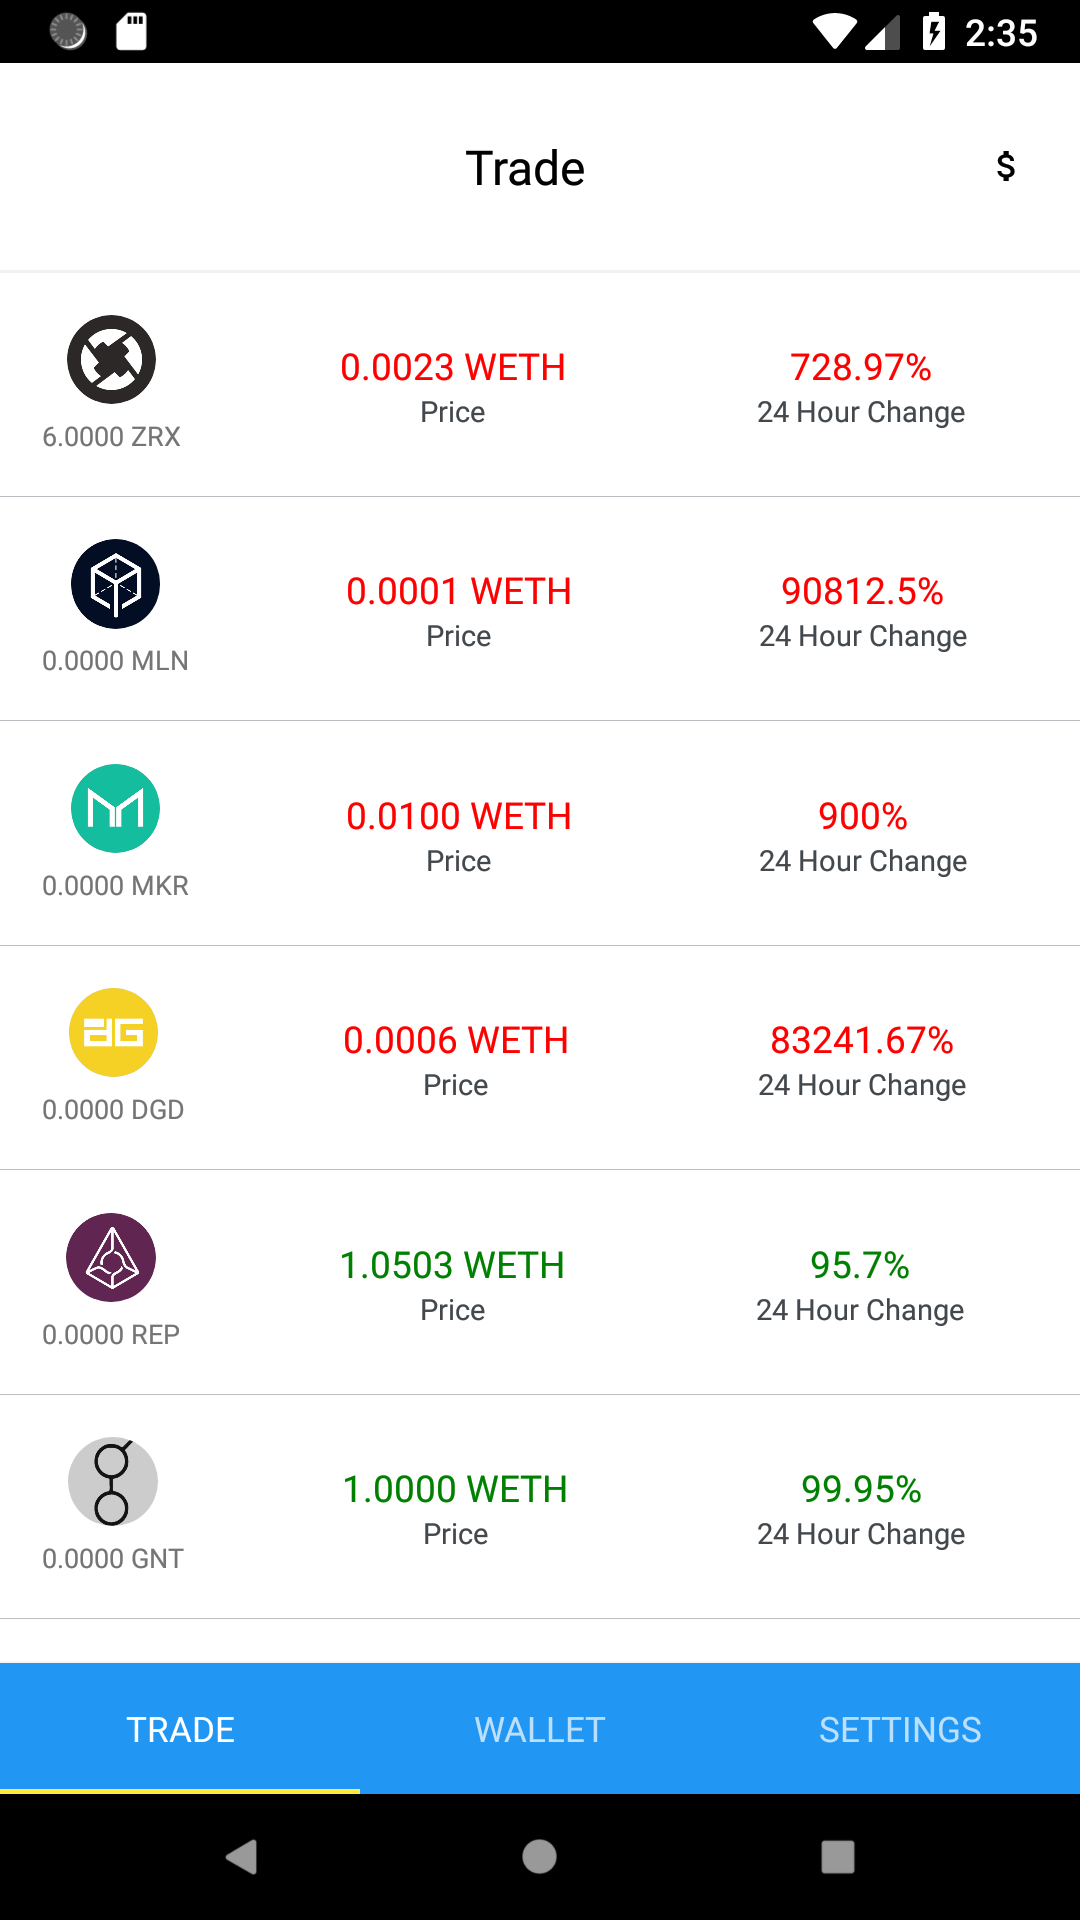 2:35
Trade
$
0.0023 WETH 728.97%
Price 24 Hour Change
6.0000 ZRX
0.0001 WETH 90812.5%
Price 24 Hour Change
0.0000 MLN
0.0100 WETH 900%
Price 24 Hour Change
0.0000 MKR
0.0006 WETH 83241.67%
Price 24 Hour Change
0.0000 DGD
1.0503 WETH 95.7%
Price 24 Hour Change
0.0000 REP
1.0000 WETH 99.95%
Price 24 Hour Change
0.0000 GNT
TRADE WALLET SETTINGS